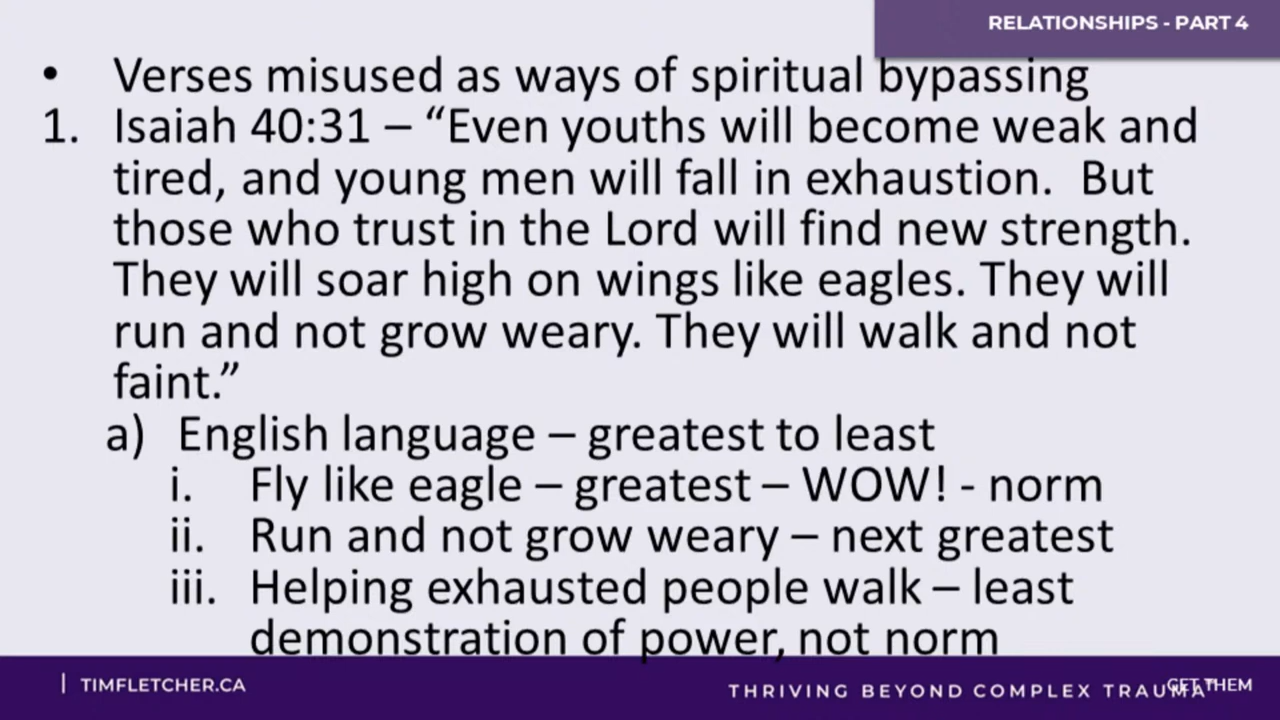 RELATIONSHIPS - PART 4
• Verses misused as ways of spiritual bypassing
1. Isaiah 40:31 – “Even youths will become weak and
tired, and young men will fall in exhaustion.  But
those who trust in the Lord will find new strength.
They will soar high on wings like eagles. They will
run and not grow weary. They will walk and not
faint.”
a) English language – greatest to least
i. Fly like eagle – greatest – WOW! - norm
ii. Run and not grow weary – next greatest
iii. Helping exhausted people walk – least
demonstration of power, not norm
| TIMFLETCHER.CA
THRIVING BEYOND COMPLEX TRAUMA
GET THEM